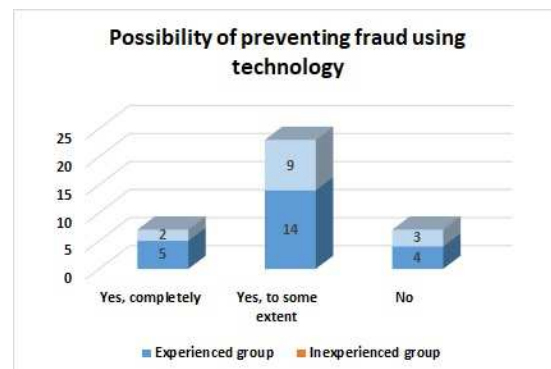 Possibility of preventing fraud using
technology
25
20
15
10
5
0
2
5
9
14
3
4
Yes, completely
Yes, to some
extent
No
Experienced group
Inexperienced group